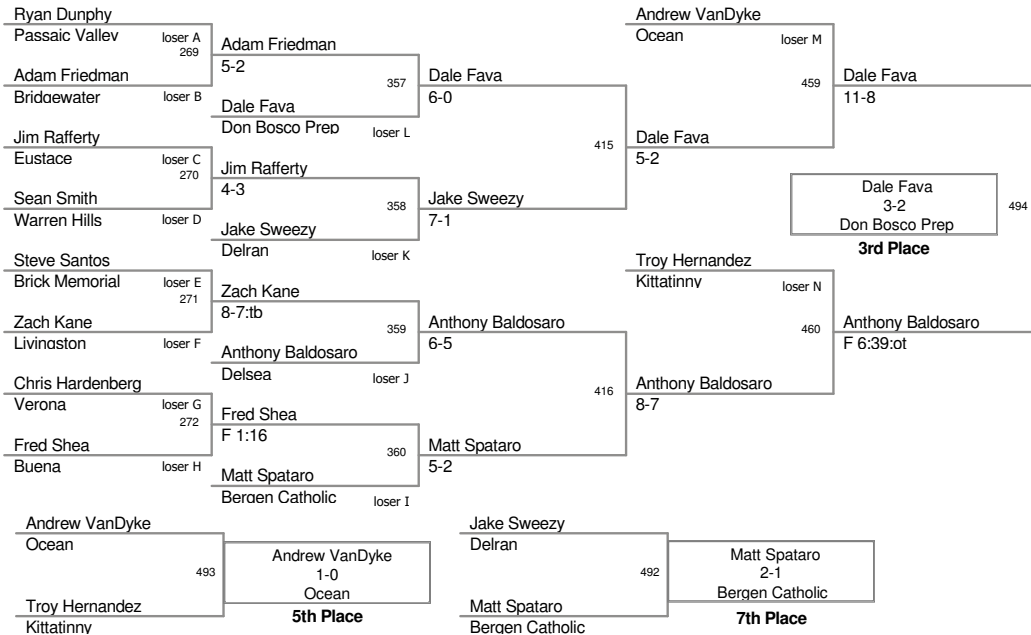 Ryan Dunphy
Passaic Valley
loser A
269
Adam Friedman
5-2
Adam Friedman
Bridgewater
loser B
357
Dale Fava
6-0
Dale Fava
Don Bosco Prep
loser L
Jim Rafferty
Eustace
loser C
270
Jim Rafferty
4-3
Sean Smith
Warren Hills
loser D
358
Jake Sweezy
7-1
Jake Sweezy
Delran
loser K
415
Dale Fava
5-2
Andrew VanDyke
Ocean
loser M
459
Dale Fava
11-8
Dale Fava
3-2
Don Bosco Prep
494
3rd Place
Steve Santos
Brick Memorial
loser E
271
Zach Kane
8-7:tb
Zach Kane
Livingston
loser F
359
Anthony Baldosaro
6-5
Anthony Baldosaro
Delsea
loser J
Chris Hardenberg
Verona
loser G
272
Fred Shea
F 1:16
Fred Shea
Buena
loser H
360
Matt Spataro
5-2
Matt Spataro
Bergen Catholic
loser I
416
Anthony Baldosaro
8-7
Troy Hernandez
Kittatinny
loser N
460
Anthony Baldosaro
F 6:39:ot
Andrew VanDyke
Ocean
493
Andrew VanDyke
1-0
Ocean
5th Place
Troy Hernandez
Kittatinny
Jake Sweezy
Delran
492
Matt Spataro
2-1
Bergen Catholic
7th Place
Matt Spataro
Bergen Catholic